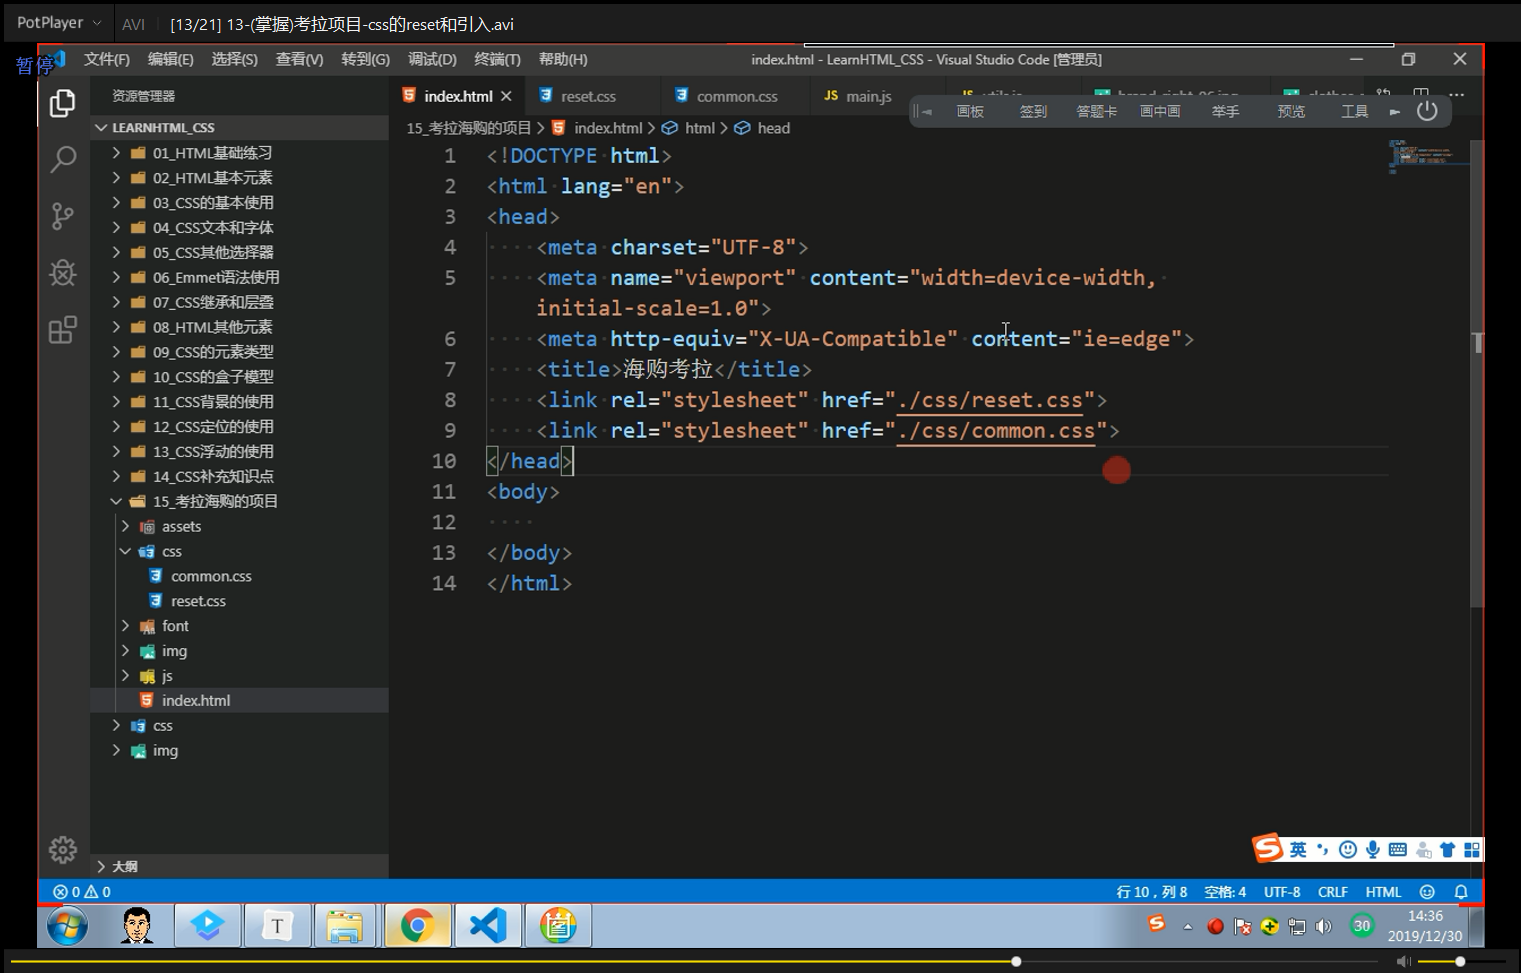 PotPlayer
AVI
[13/21] 13-(掌握)考拉项目-css的reset和引入.avi
暂停
文件(F) 编辑(E) 选择(S) 查看(V) 转到(G) 调试(D) 终端(T) 帮助(H)
index.html - LearnHTML_CSS - Visual Studio Code [管理员]
资源管理器
index.html reset.css common.css JS main.js
画板 签到 答题卡 画中画 举手 预览 工具
LEARNHTML_CSS
15_考拉海购的项目 index.html html head
01_HTML基础练习
02_HTML基本元素
03_CSS的基本使用
04_CSS文本和字体
05_CSS其他选择器
06_Emmet语法使用
07_CSS继承和层叠
08_HTML其他元素
09_CSS的元素类型
10_CSS的盒子模型
11_CSS背景的使用
12_CSS定位的使用
13_CSS浮动的使用
14_CSS补充知识点
15_考拉海购的项目
assets
css
common.css
reset.css
font
img
js
index.html
css
img
大纲
1 <!DOCTYPE html>
2 <html lang="en">
3 <head>
4 <meta charset="UTF-8">
5 <meta name="viewport" content="width=device-width,
initial-scale=1.0">
6 <meta http-equiv="X-UA-Compatible" content="ie=edge">
7 <title>海购考拉</title>
8 <link rel="stylesheet" href="./css/reset.css">
9 <link rel="stylesheet" href="./css/common.css">
10 </head>
11 <body>
12
13 </body>
14 </html>
英
0 0
行 10，列 8 空格: 4 UTF-8 CRLF HTML
T
30
14:36
2019/12/30